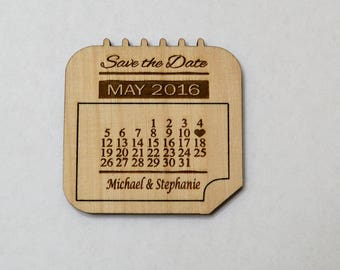 Save the Date
MAY 2016
1 2 3 4
5 6 7 8 9 10 ♥
12 13 14 15 16 17 18
19 20 21 22 23 24 25
26 27 28 29 30 31
Michael & Stephanie